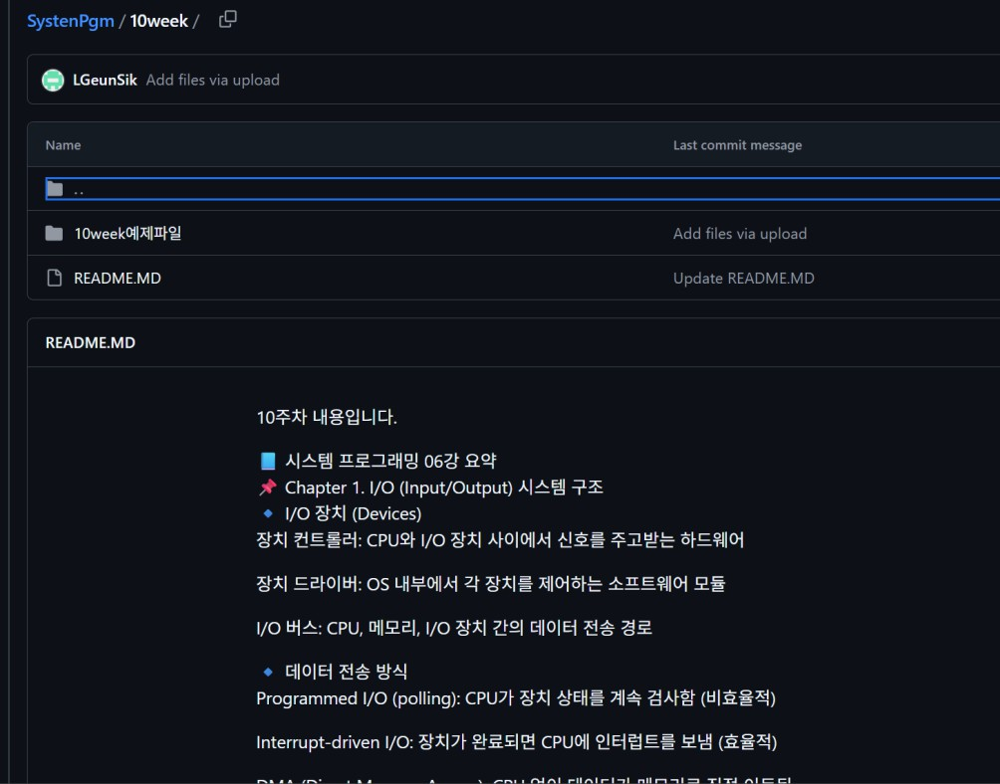 SystenPgm / 10week /
LGeunSik Add files via upload
Name Last commit message
..
10week예제파일 Add files via upload
README.MD Update README.MD
README.MD
10주차 내용입니다.
📘 시스템 프로그래밍 06강 요약
📌 Chapter 1. I/O (Input/Output) 시스템 구조
🔹 I/O 장치 (Devices)
장치 컨트롤러: CPU와 I/O 장치 사이에서 신호를 주고받는 하드웨어
장치 드라이버: OS 내부에서 각 장치를 제어하는 소프트웨어 모듈
I/O 버스: CPU, 메모리, I/O 장치 간의 데이터 전송 경로
🔹 데이터 전송 방식
Programmed I/O (polling): CPU가 장치 상태를 계속 검사함 (비효율적)
Interrupt-driven I/O: 장치가 완료되면 CPU에 인터럽트를 보냄 (효율적)